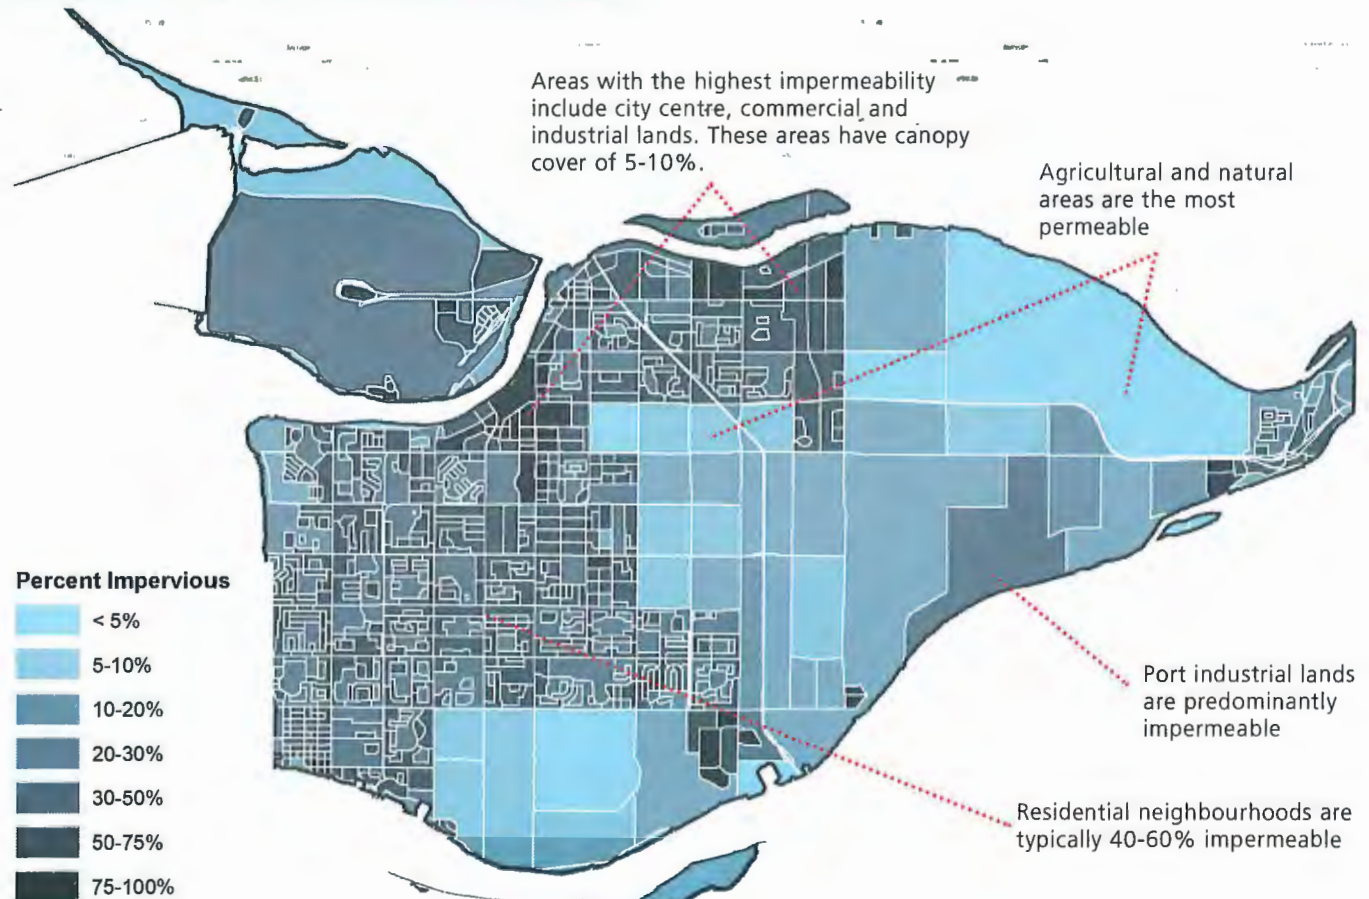 Areas with the highest impermeability
include city centre, commercial and
industrial lands. These areas have canopy
cover of 5-10%.
Agricultural and natural
areas are the most
permeable
Percent Impervious
< 5%
5-10%
10-20%
20-30%
30-50%
50-75%
75-100%
Port industrial lands
are predominantly
impermeable
Residential neighbourhoods are
typically 40-60% impermeable